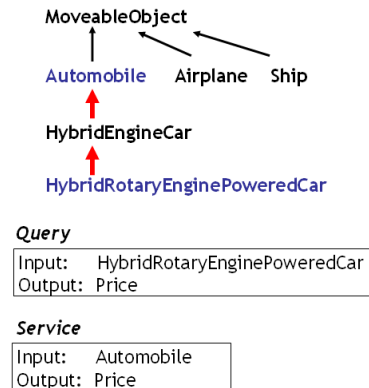 MoveableObject
Automobile Airplane Ship
HybridEngineCar
HybridRotaryEnginePoweredCar
Query
Input: HybridRotaryEnginePoweredCar
Output: Price
Service
Input: Automobile
Output: Price